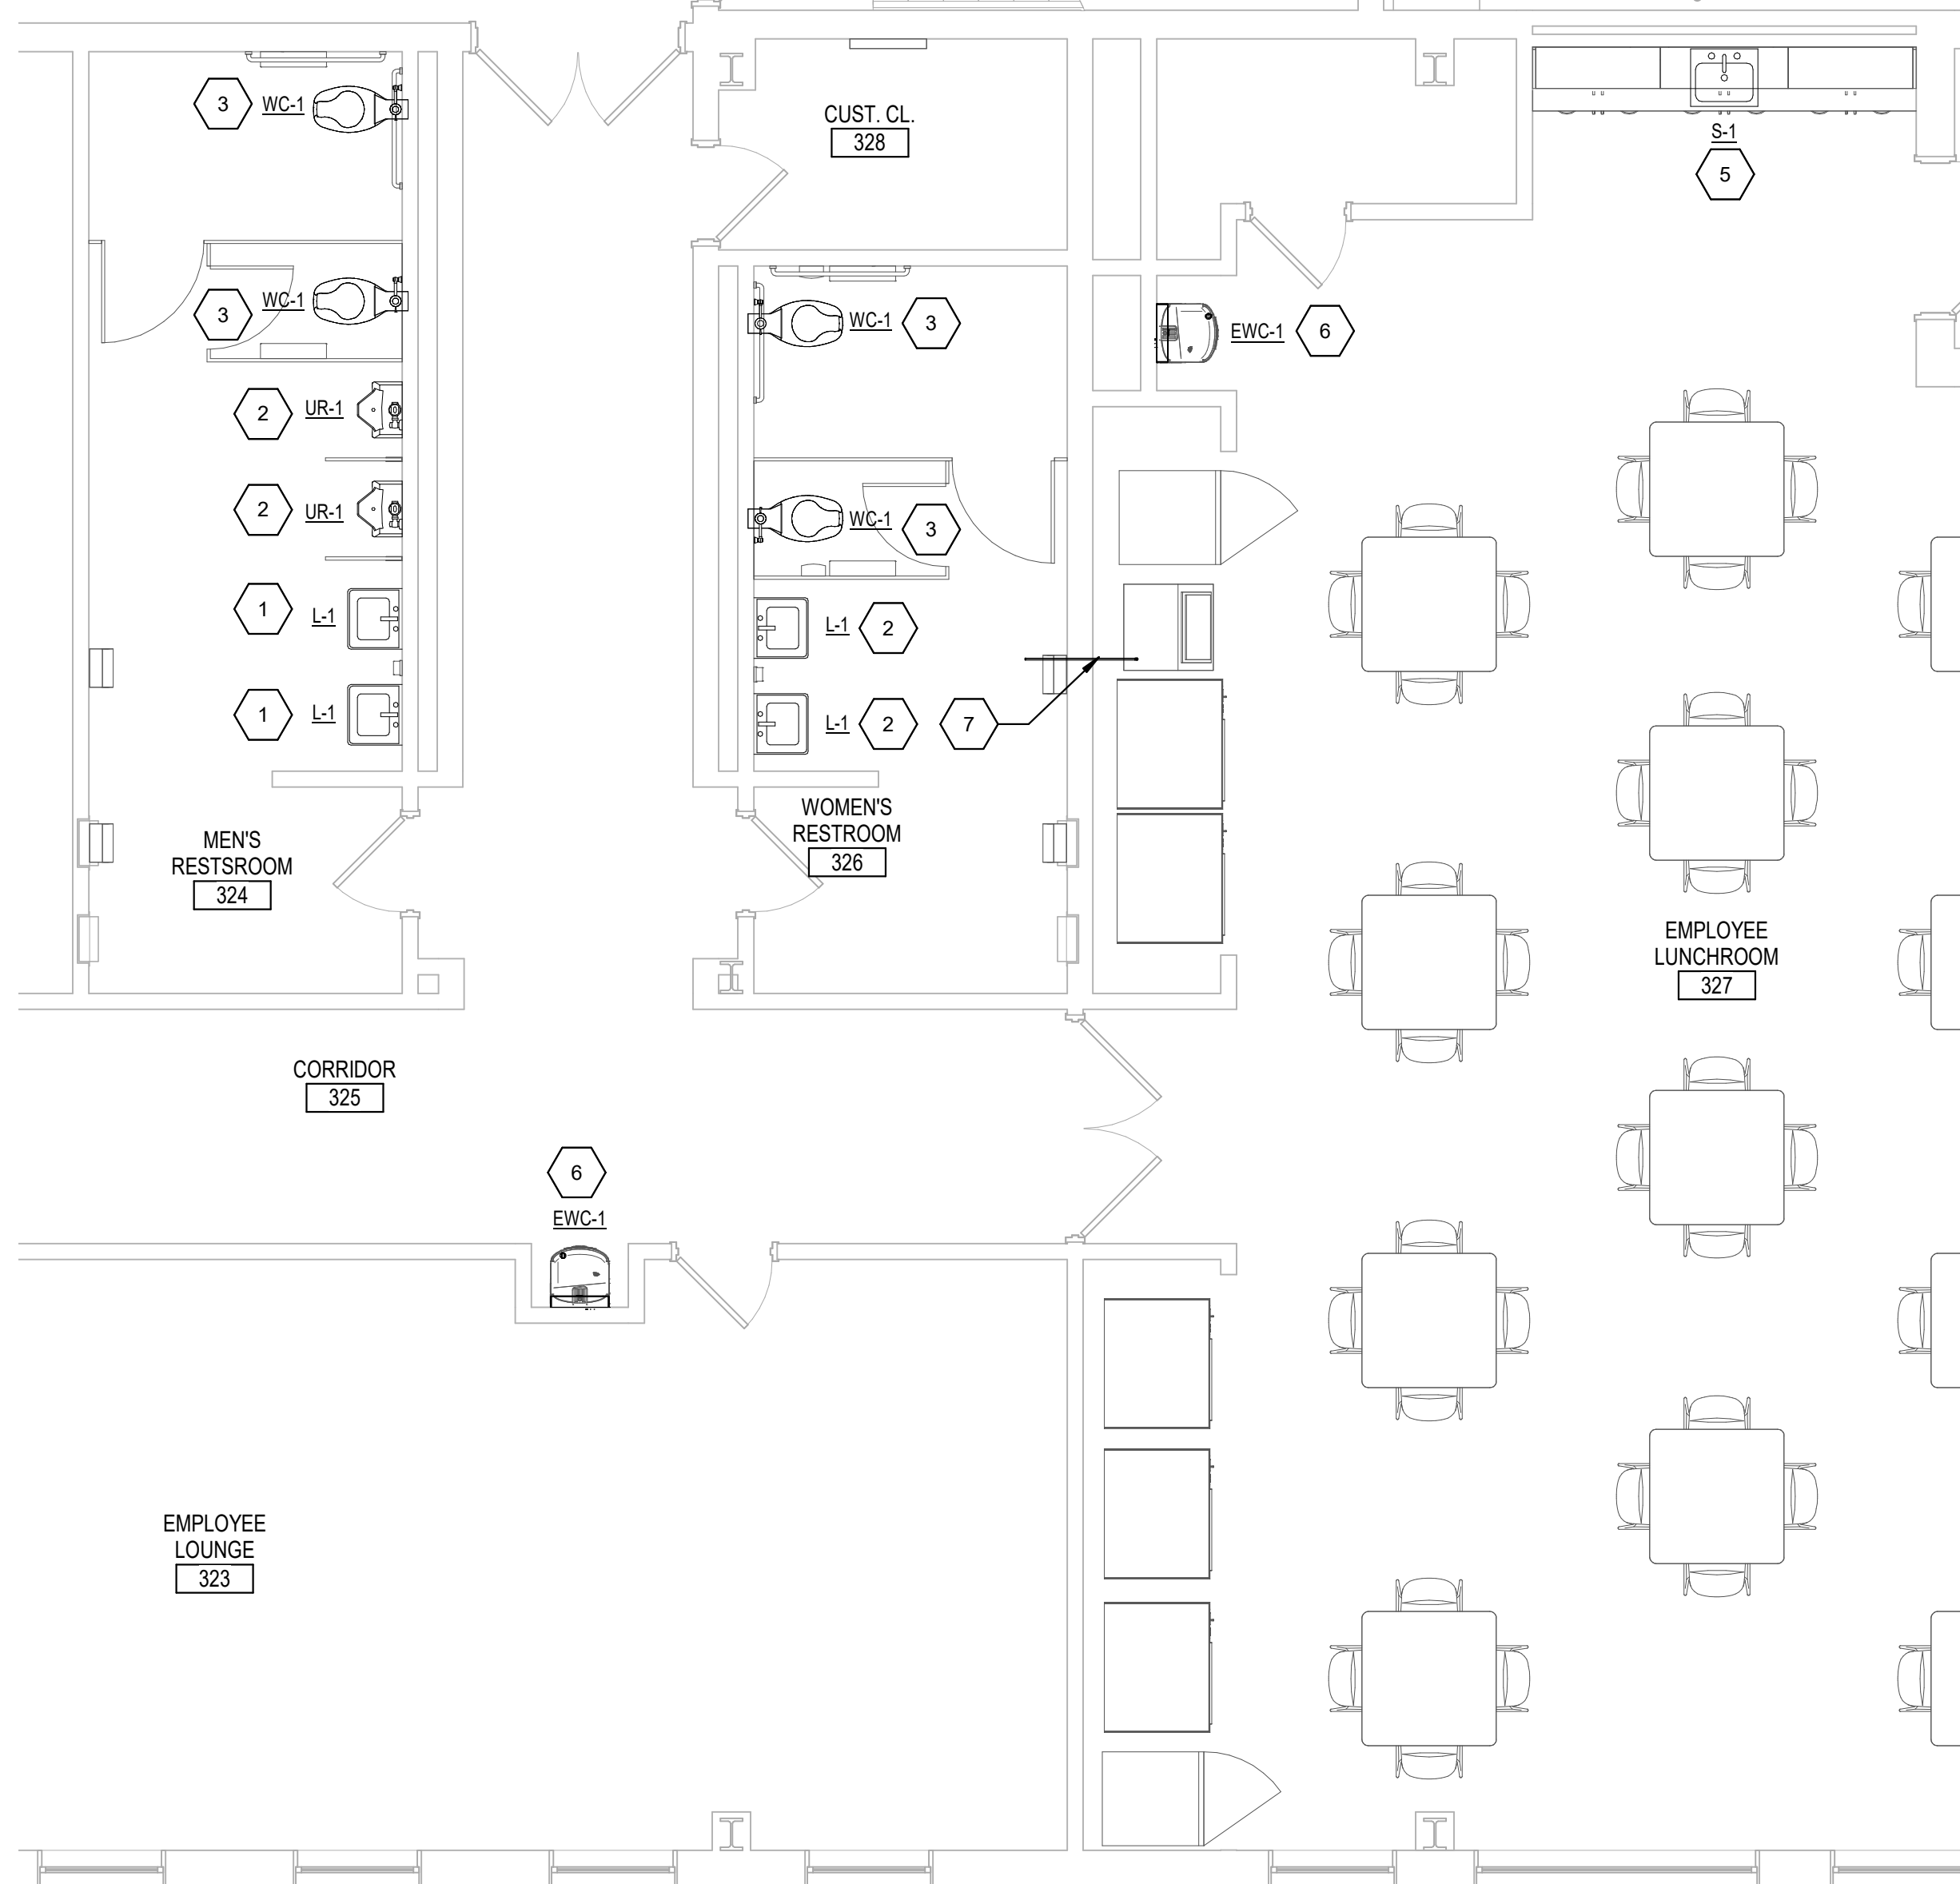 3 WC-1
CUST. CL.
328
S-1
5
3 WC-1
WC-1 3
EWC-1 6
2 UR-1
2 UR-1
WC-1 3
1 L-1
L-1 2
1 L-1
L-1 2
7
MEN'S
RESTSROOM
324
WOMEN'S
RESTROOM
326
EMPLOYEE
LUNCHROOM
327
CORRIDOR
325
6
EWC-1
EMPLOYEE
LOUNGE
323